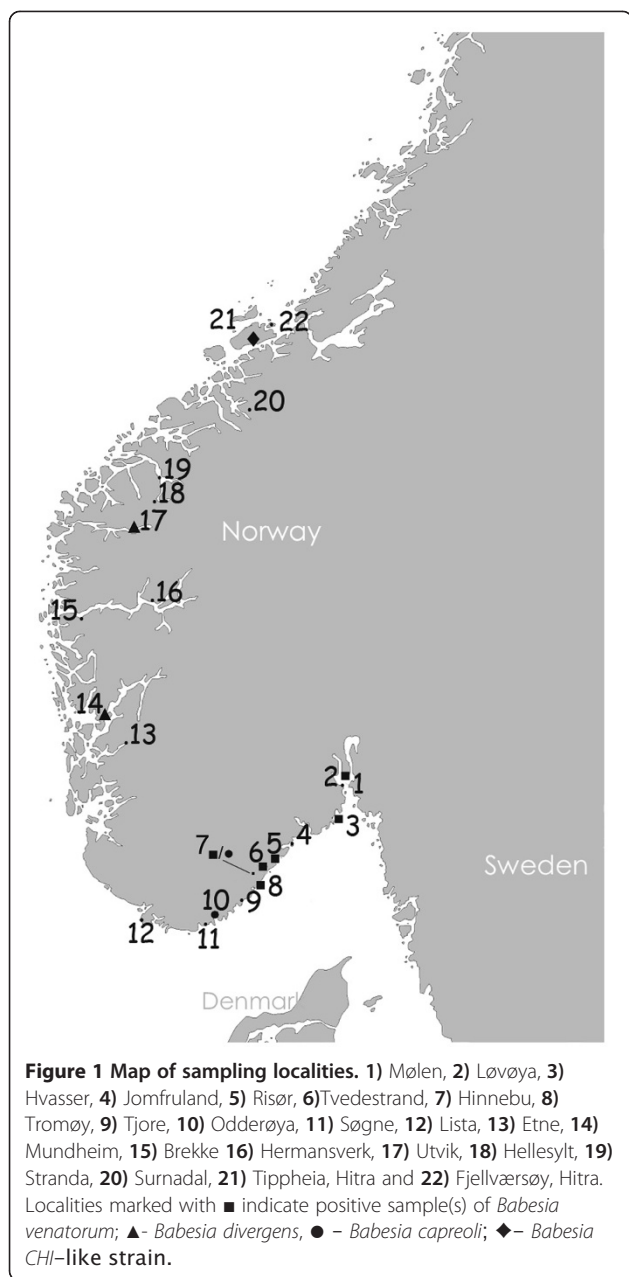 21
22
20
19
18
17
Norway
16
15
14
13
2
1
3
7
/
6
5
4
Sweden
8
10
9
12
11
Denmar
Figure 1 Map of sampling localities. 1) Mølen, 2) Løvøya, 3)
Hvasser, 4) Jomfruland, 5) Risør, 6)Tvedestrand, 7) Hinnebu, 8)
Tromøy, 9) Tjore, 10) Odderøya, 11) Søgne, 12) Lista, 13) Etne, 14)
Mundheim, 15) Brekke 16) Hermansverk, 17) Utvik, 18) Hellesylt, 19)
Stranda, 20) Surnadal, 21) Tippheia, Hitra and 22) Fjellværsøy, Hitra.
Localities marked with ■ indicate positive sample(s) of Babesia
venatorum; ▲- Babesia divergens, ● – Babesia capreoli; ◆– Babesia
CHI–like strain.